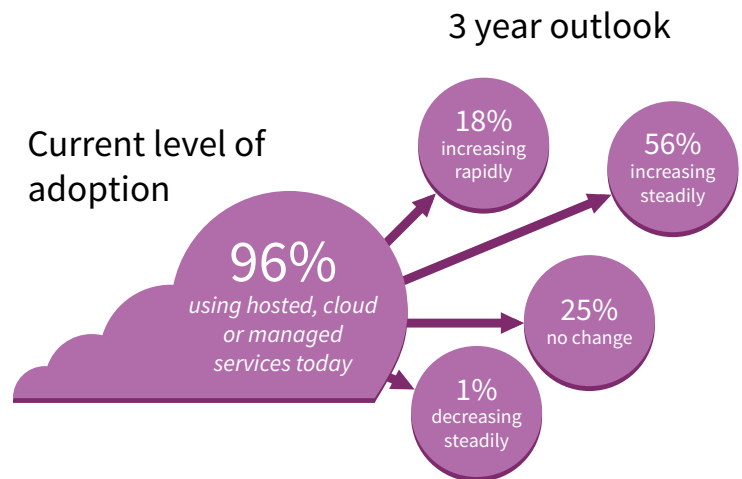 3 year outlook
Current level of
adoption
96%
using hosted, cloud
or managed
services today
18%
increasing
rapidly
56%
increasing
steadily
25%
no change
1%
decreasing
steadily